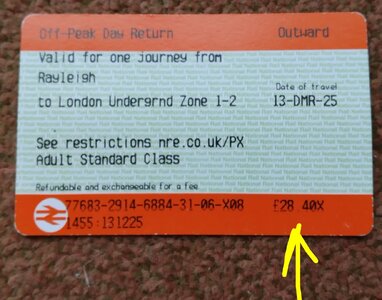 Off-Peak Day Return Outward
Valid for one journey from
Rayleigh
Date of travel
to London Undergrnd Zone 1-2 13-DMR-25
See restrictions nre.co.uk/PX
Adult Standard Class
Refundable and exchangeable for a fee
77683-2914-6884-31-06-X08 £28 40X
1455:131225